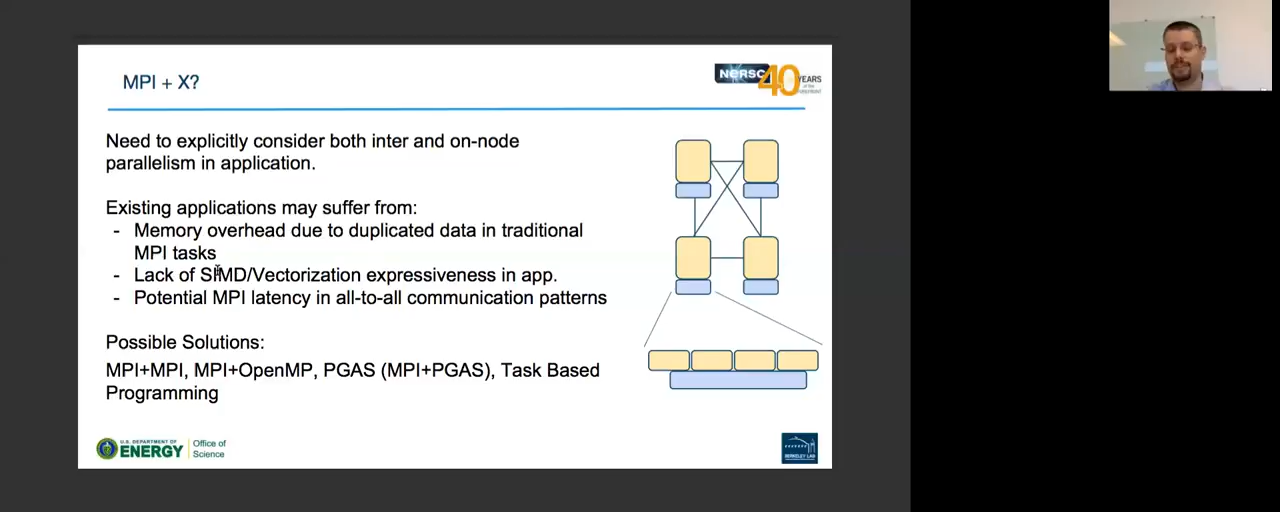 MPI + X?
NERSC 40 YEARS
Need to explicitly consider both inter and on-node
parallelism in application.
Existing applications may suffer from:
- Memory overhead due to duplicated data in traditional
MPI tasks
- Lack of SIMD/Vectorization expressiveness in app.
- Potential MPI latency in all-to-all communication patterns
Possible Solutions:
MPI+MPI, MPI+OpenMP, PGAS (MPI+PGAS), Task Based
Programming
U.S. DEPARTMENT OF
ENERGY
Office of
Science
BERKELEY LAB